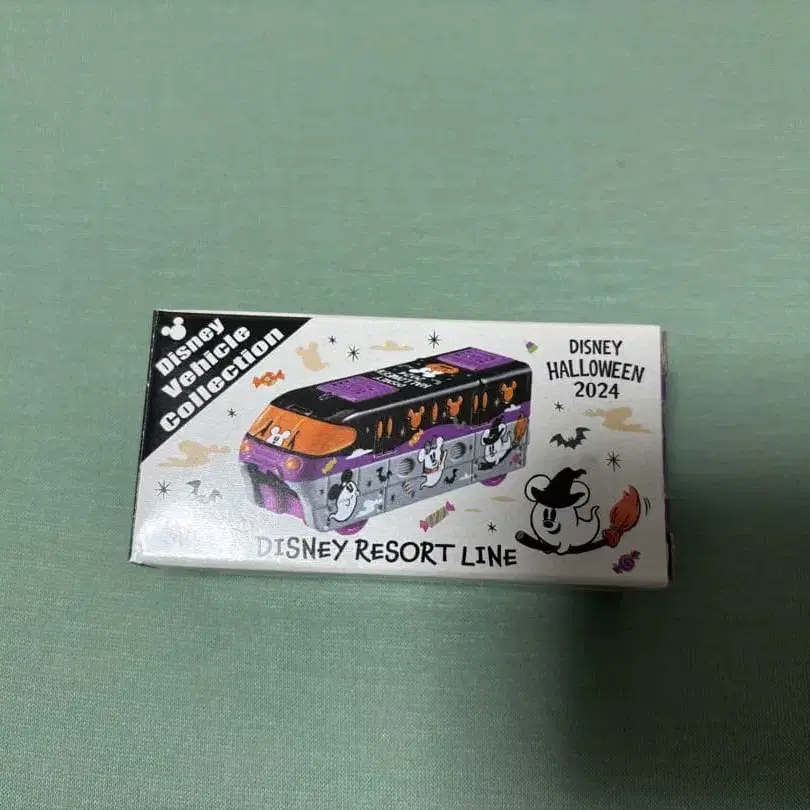 Disney
Vehicle
Collection
DISNEY
HALLOWEEN
2024
DISNEY RESORT LINE